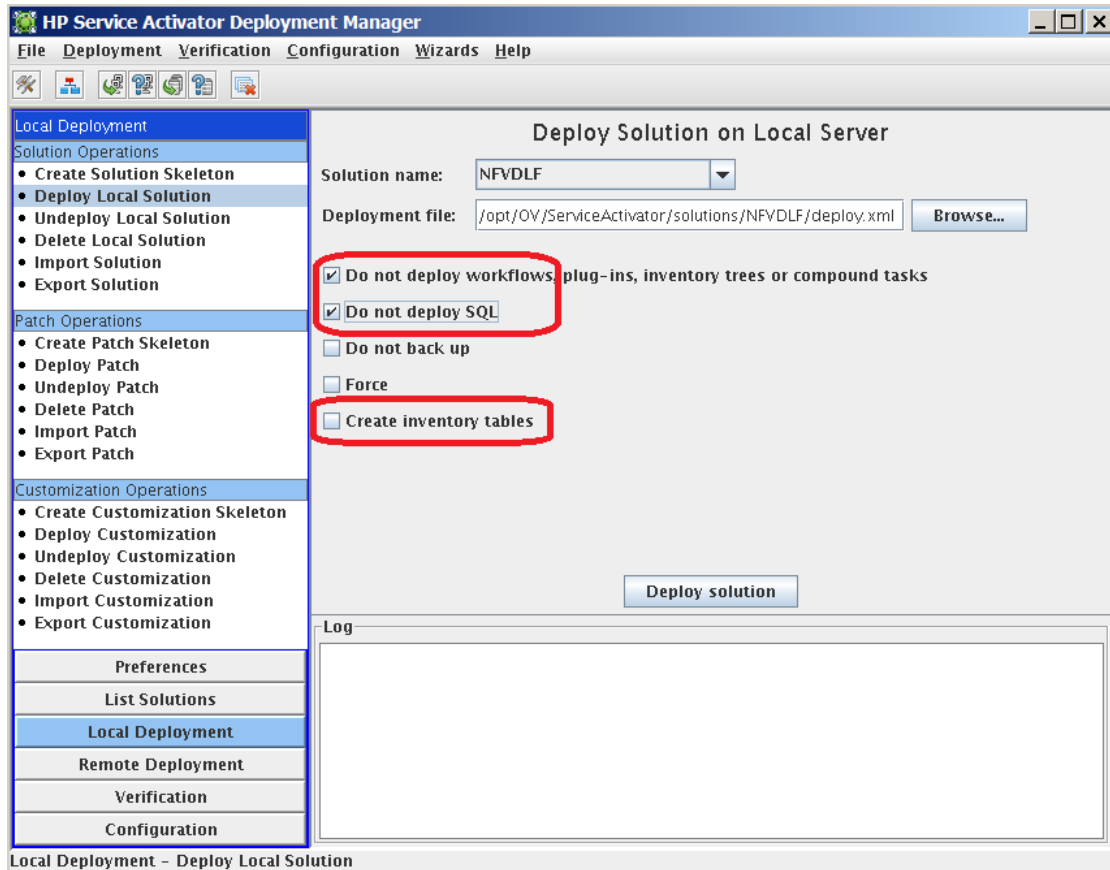 HP Service Activator Deployment Manager
File Deployment Verification Configuration Wizards Help
Local Deployment
Solution Operations
• Create Solution Skeleton
• Deploy Local Solution
• Undeploy Local Solution
• Delete Local Solution
• Import Solution
• Export Solution
Patch Operations
• Create Patch Skeleton
• Deploy Patch
• Undeploy Patch
• Delete Patch
• Import Patch
• Export Patch
Customization Operations
• Create Customization Skeleton
• Deploy Customization
• Undeploy Customization
• Delete Customization
• Import Customization
• Export Customization
Preferences
List Solutions
Local Deployment
Remote Deployment
Verification
Configuration
Deploy Solution on Local Server
Solution name: NFVDLF
Deployment file: /opt/OV/ServiceActivator/solutions/NFVDLF/deploy.xml Browse...
Do not deploy workflows, plug-ins, inventory trees or compound tasks
Do not deploy SQL
Do not back up
Force
Create inventory tables
Deploy solution
Log
Local Deployment - Deploy Local Solution